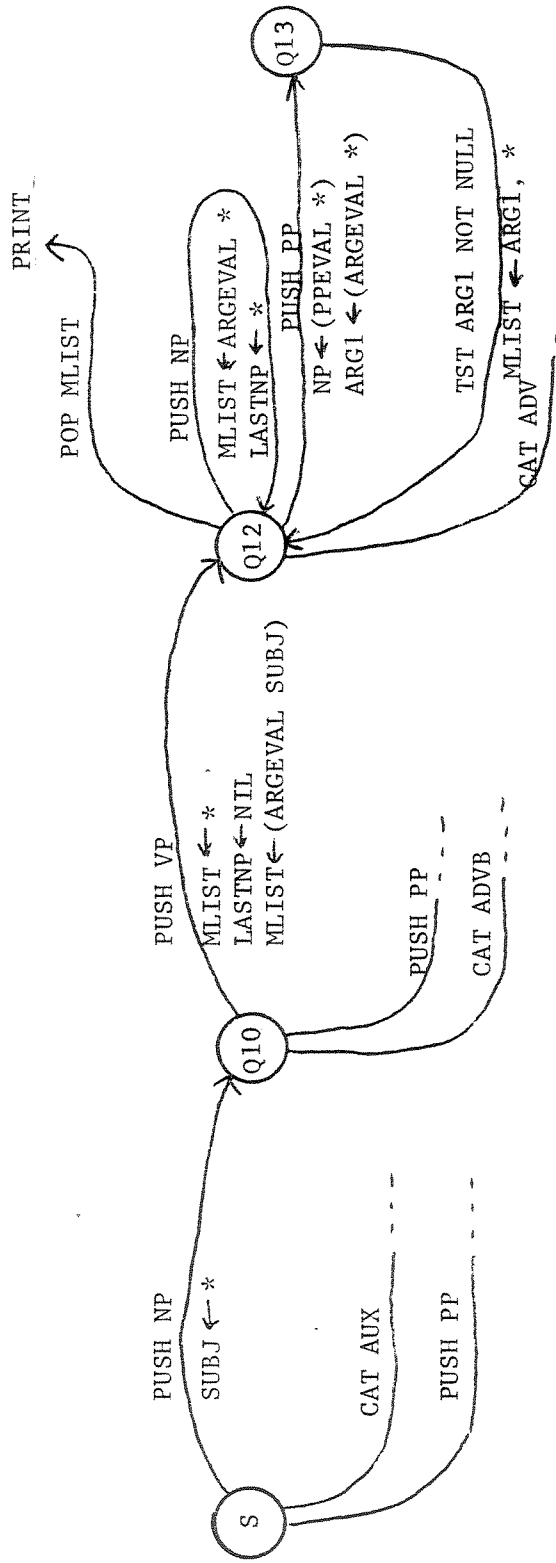 S
PUSH NP
SUBJ ← *
CAT AUX
PUSH PP
Q10
PUSH VP
MLIST ← *
LASTNP ← NIL
MLIST ← (ARGEVAL SUBJ)
PUSH PP
CAT ADVB
Q12
POP MLIST
PRINT
PUSH NP
MLIST ← ARGEVAL *
LASTNP ← *
PUSH PP
NP ← (PPEVAL *)
ARG1 ← (ARGEVAL *)
Q13
TST ARG1 NOT NULL
MLIST ← ARG1, *
CAT ADV